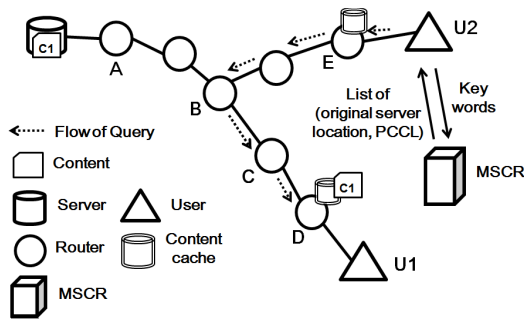 C1
A
B
C
D
E
U2
U1
C1
List of
(original server
location, PCCL)
Key
words
MSCR
Flow of Query
Content
Server
User
Router
Content
cache
MSCR